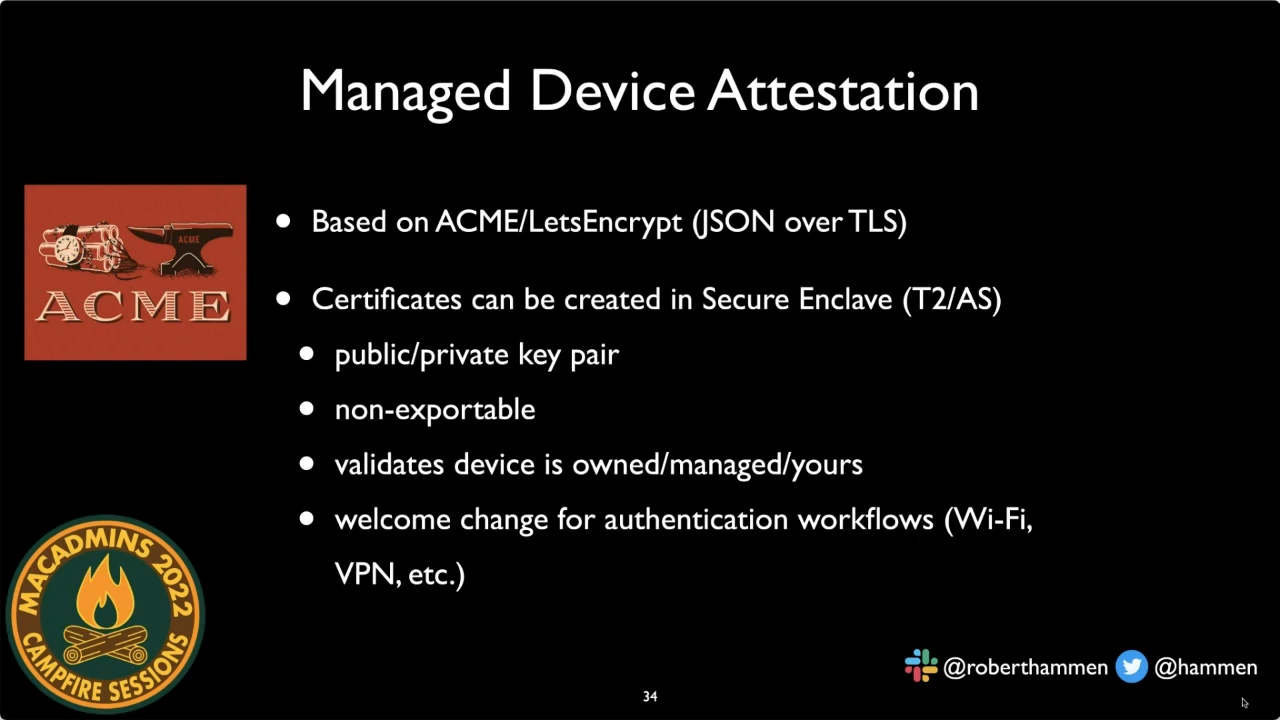 Managed Device Attestation
ACME
ACME
• Based on ACME/LetsEncrypt (JSON over TLS)
• Certificates can be created in Secure Enclave (T2/AS)
• public/private key pair
• non-exportable
• validates device is owned/managed/yours
• welcome change for authentication workflows (Wi-Fi,
VPN, etc.)
MACADMINS 2022
CAMPFIRE SESSIONS
@roberthammen @hammen
34